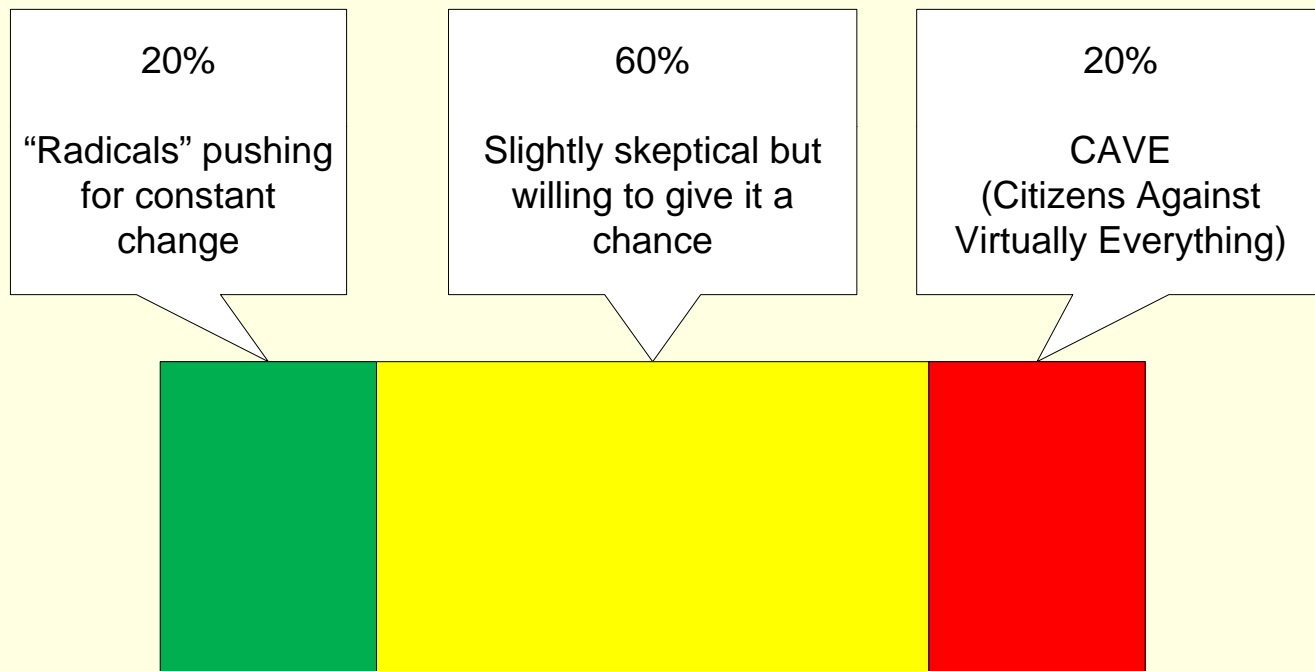 20%
“Radicals” pushing
for constant
change
60%
Slightly skeptical but
willing to give it a
chance
20%
CAVE
(Citizens Against
Virtually Everything)